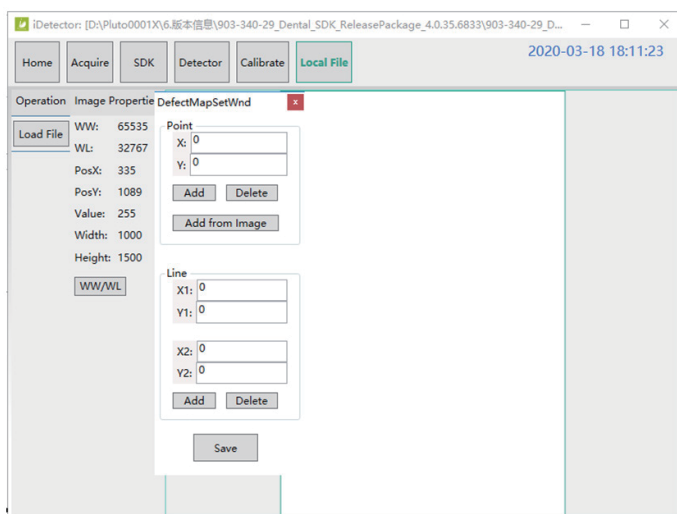 iDetector: [D:\Pluto0001X\6.版本信息\903-340-29_Dental_SDK_ReleasePackage_4.0.35.6833\903-340-29_D...
Home Acquire SDK Detector Calibrate Local File
2020-03-18 18:11:23
Operation Image Propertie
Load File
WW: 65535
WL: 32767
PosX: 335
PosY: 1089
Value: 255
Width: 1000
Height: 1500
WW/WL
DefectMapSetWnd x
Point
X: 0
Y: 0
Add Delete
Add from Image
Line
X1: 0
Y1: 0
X2: 0
Y2: 0
Add Delete
Save